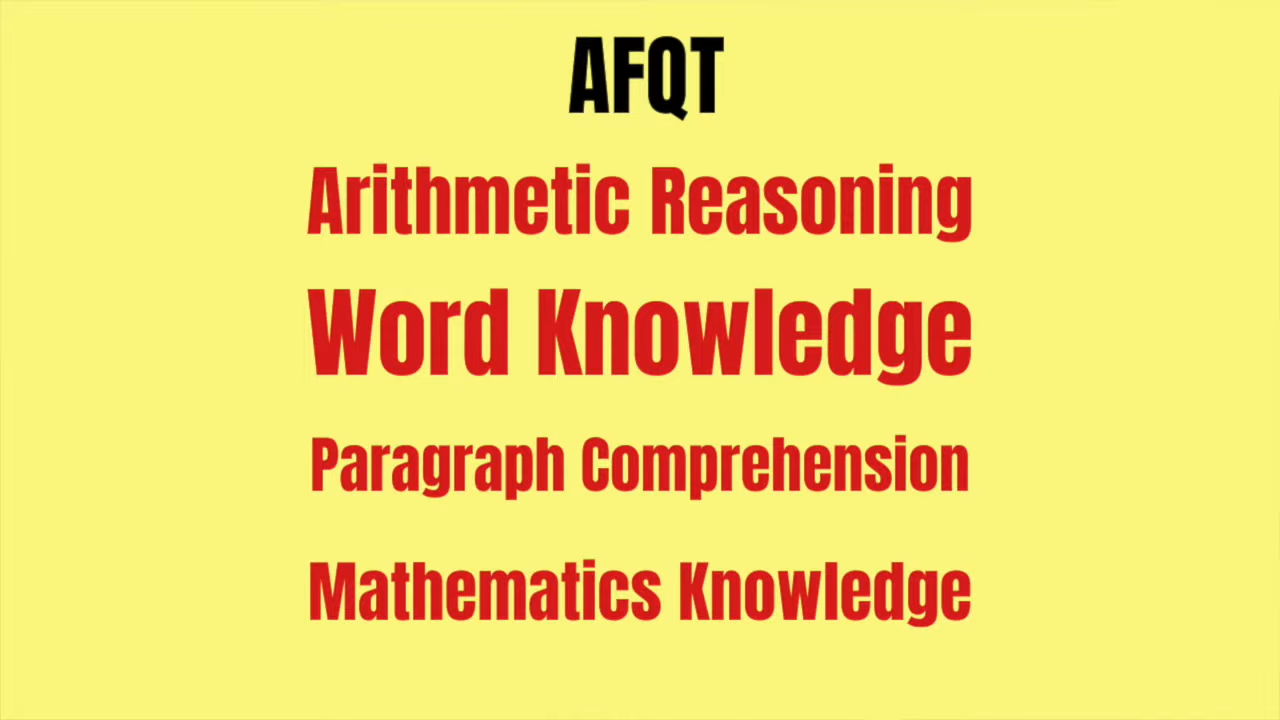 AFQT
Arithmetic Reasoning
Word Knowledge
Paragraph Comprehension
Mathematics Knowledge